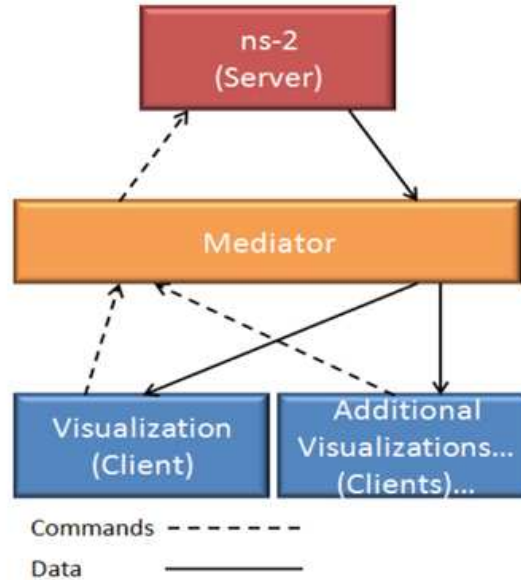 ns-2
(Server)
Mediator
Visualization
(Client)
Additional
Visualizations...
(Clients)...
Commands
Data